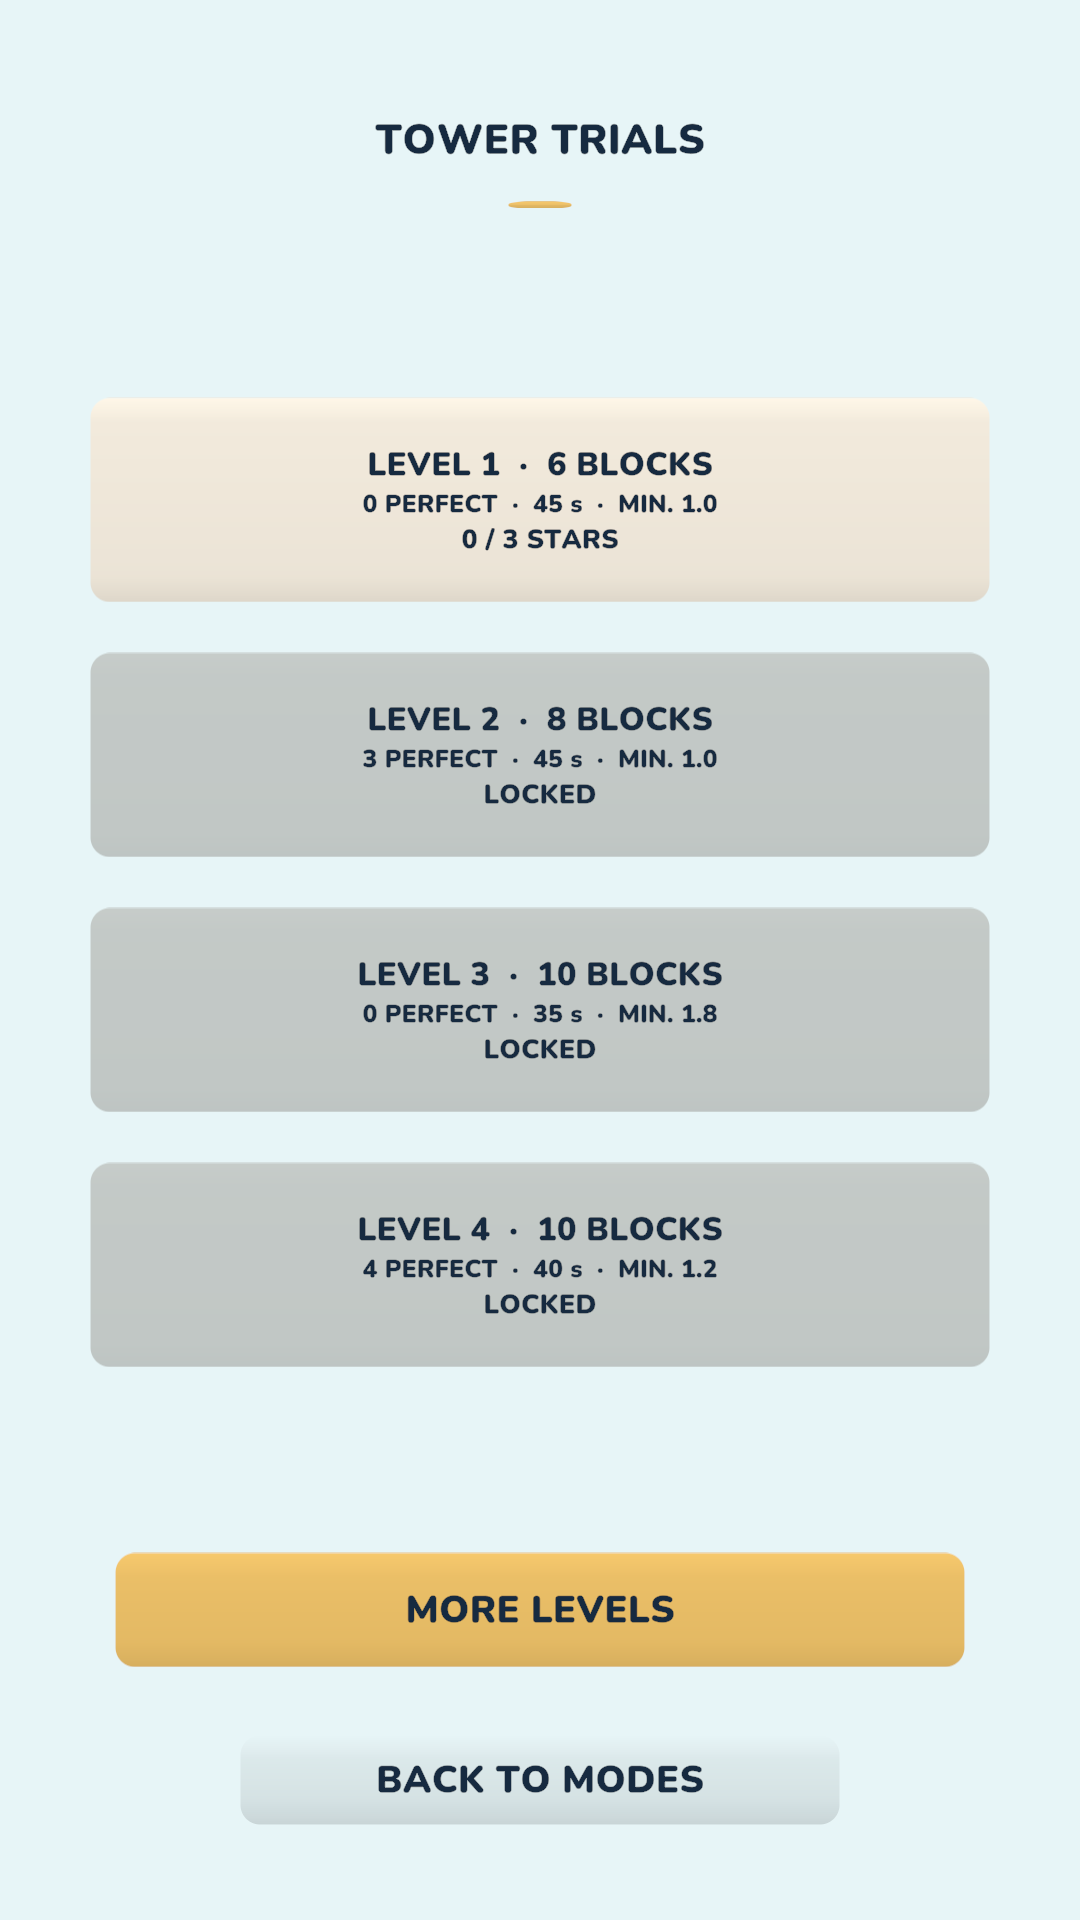 TOWER TRIALS
LEVEL 1 · 6 BLOCKS
0 PERFECT · 45 s · MIN. 1.0
0 / 3 STARS
LEVEL 2 · 8 BLOCKS
3 PERFECT · 45 s · MIN. 1.0
LOCKED
LEVEL 3 · 10 BLOCKS
0 PERFECT · 35 s · MIN. 1.8
LOCKED
LEVEL 4 · 10 BLOCKS
4 PERFECT · 40 s · MIN. 1.2
LOCKED
MORE LEVELS
BACK TO MODES